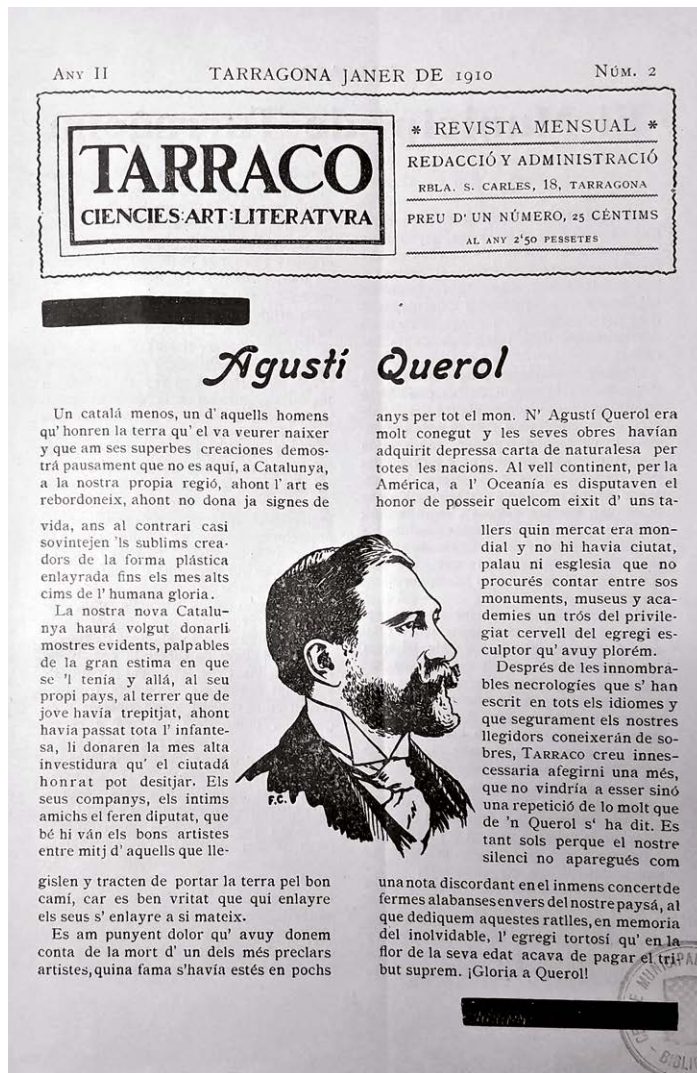 ANY II TARRAGONA JANER DE 1910 NÚM. 2
TARRACO
CIENCIES:ART:LITERATVRA
* REVISTA MENSUAL *
REDACCIÓ Y ADMINISTRACIÓ
RBLA. S. CARLES, 18, TARRAGONA
PREU D' UN NÚMERO, 25 CÉNTIMS
AL ANY 2'50 PESSETES
Agustí Querol
Un catalá menos, un d' aquells homens
qu' honren la terra qu' el va veurer naixer
y que am ses superbes creacions demos-
trá pausament que no es aquí, a Catalunya,
a la nostra propia regió, ahont l' art es
rebordoneix, ahont no dona ja signes de
vida, ans al contrari casi
sovintejen 'ls sublims crea-
dors de la forma plástica
enlayrada fins els mes alts
cims de l' humana gloria.
La nostra nova Catalu-
nya haurá volgut donarli
mostres evidents, palpables
de la gran estima en que
se 'l tenía y allá, al seu
propi pays, al terrer que de
jove havía trepitjat, ahont
havía passat tota l' infante-
sa, li donaren la mes alta
investidura qu' el ciutadá
honrat pot desitjar. Els
seus companys, els intims
amichs el feren diputat, que
bé hi ván els bons artistes
entre mitj d' aquells que lle-
gislen y tracten de portar la terra pel bon
camí, car es ben vritat que qui enlayre
els seus s' enlayre a si mateix.
Es am punyent dolor qu' avuy donem
conta de la mort d' un dels més preclars
artistes, quina fama s'havía estés en pochs
anys per tot el mon. N' Agustí Querol era
molt conegut y les seves obres havían
adquirit depressa carta de naturalesa per
totes les nacions. Al vell continent, per la
América, a l' Oceanía es disputaven el
honor de posseir quelcom eixit d' uns ta-
llers quin mercat era mon-
dial y no hi havia ciutat,
palau ni esglesia que no
procurés contar entre sos
monuments, museus y aca-
demies un trós del privile-
giat cervell del egregi es-
culptor qu' avuy plorém.
Després de les innombra-
bles necrologíes que s' han
escrit en tots els idiomes y
que segurament els nostres
llegidors coneixerán de so-
bres, TARRACO creu innes-
cessaria afegirni una més,
que no vindría a esser sinó
una repetició de lo molt que
de 'n Querol s' ha dit. Es
tant sols perque el nostre
silenci no aparegués com
una nota discordant en el inmens concert de
fermes alabanses envers del nostre paysá, al
que dediquem aquestes ratlles, en memoria
del inolvidable, l' egregi tortosí qu' en la
flor de la seva edat acava de pagar el tri-
but suprem. ¡Gloria a Querol!
F.C.